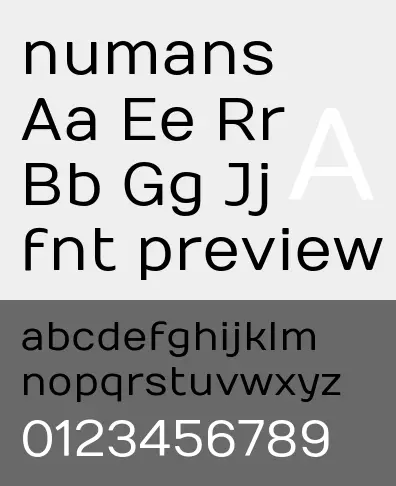 numans
Aa Ee Rr
A
Bb Gg Jj
fnt preview
abcdefghijklm
nopqrstuvwxyz
0123456789